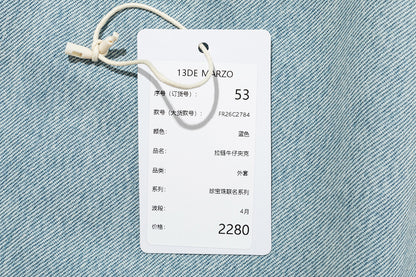 13DE MARZO
序号（订货号）： 53
款号（大货款号）： FR26C2784
颜色： 蓝色
品名： 拉链牛仔夹克
品类： 外套
系列： 珍宝珠联名系列
波段： 4月
价格： 2280